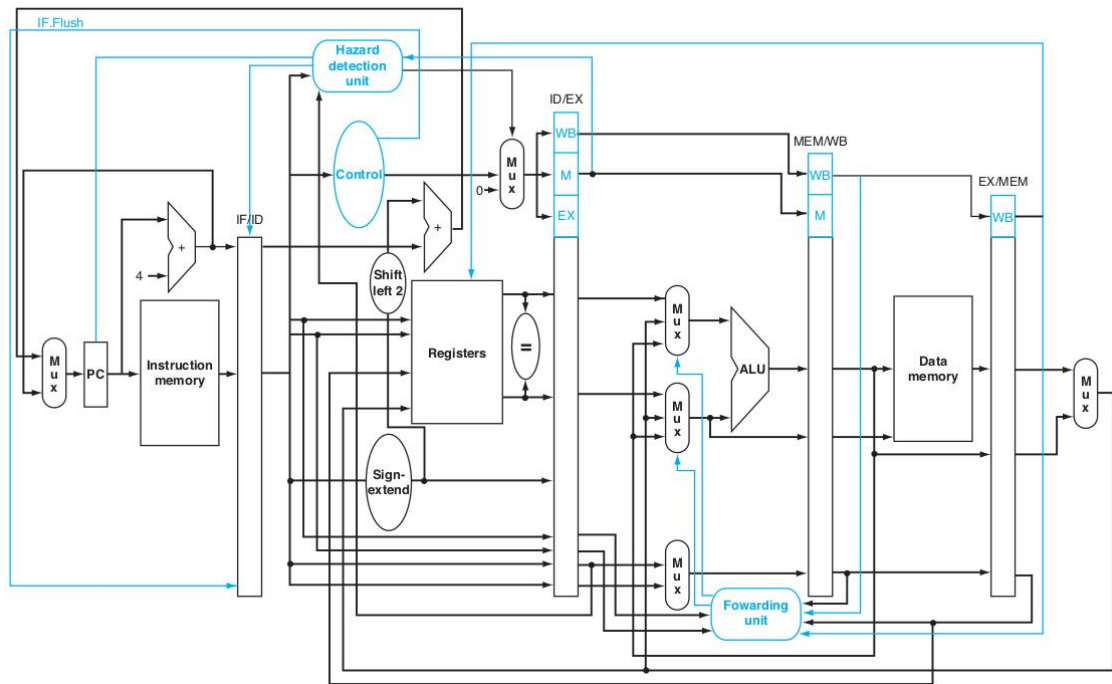 IF.Flush
Hazard
detection
unit
ID/EX
WB
M
EX
M
u
x
0
Control
MEM/WB
WB
M
EX/MEM
WB
IF/ID
+
4
+
Shift
left 2
M
u
x
PC
Instruction
memory
Registers
=
M
u
x
M
u
x
ALU
Data
memory
M
u
x
Sign-
extend
M
u
x
Fowarding
unit